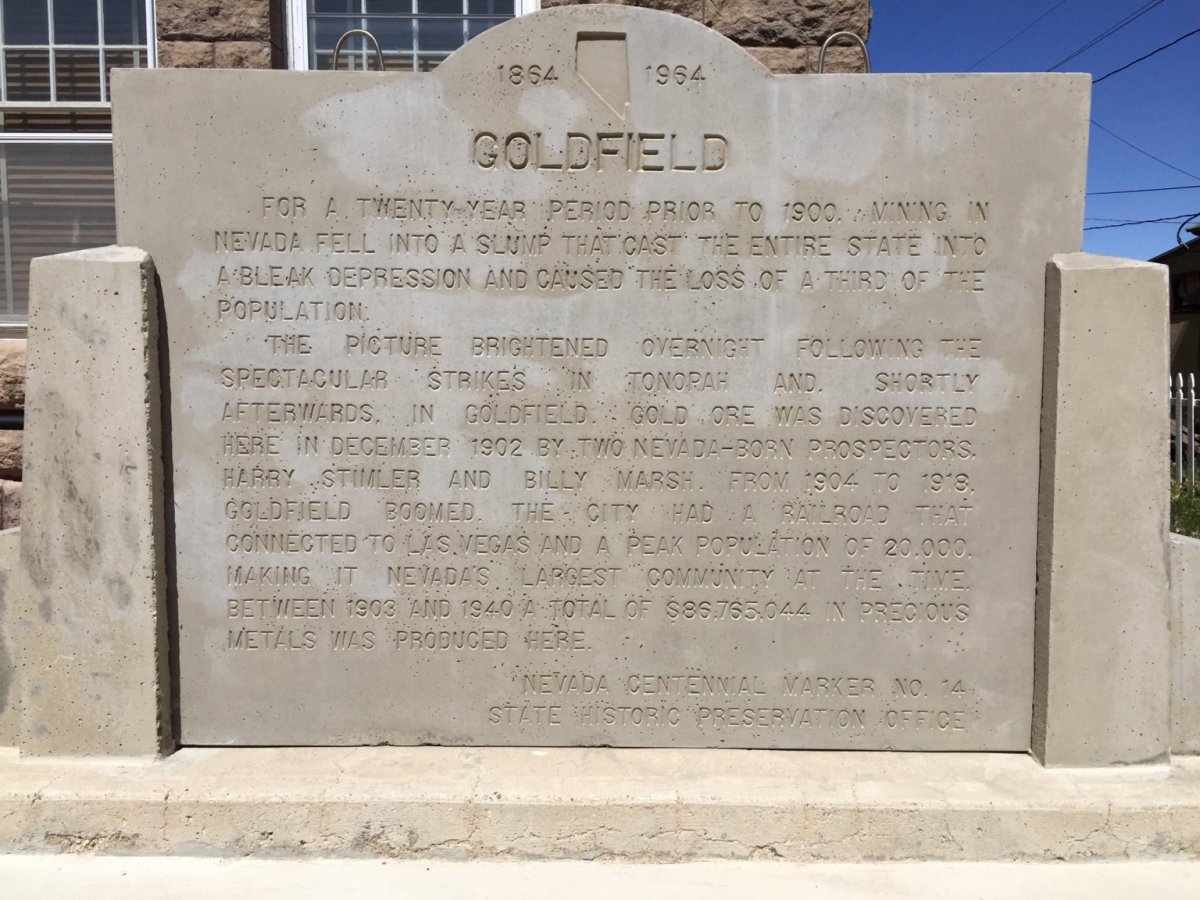 1864 1964
GOLDFIELD
FOR A TWENTY-YEAR PERIOD PRIOR TO 1900, MINING IN
NEVADA FELL INTO A SLUMP THAT CAST THE ENTIRE STATE INTO
A BLEAK DEPRESSION AND CAUSED THE LOSS OF A THIRD OF THE
POPULATION.
THE PICTURE BRIGHTENED OVERNIGHT FOLLOWING THE
SPECTACULAR STRIKES IN TONOPAH AND, SHORTLY
AFTERWARDS, IN GOLDFIELD. GOLD ORE WAS DISCOVERED
HERE IN DECEMBER 1902 BY TWO NEVADA-BORN PROSPECTORS,
HARRY STIMLER AND BILLY MARSH. FROM 1904 TO 1918,
GOLDFIELD BOOMED. THE CITY HAD A RAILROAD THAT
CONNECTED TO LAS VEGAS AND A PEAK POPULATION OF 20,000,
MAKING IT NEVADA'S LARGEST COMMUNITY AT THE TIME.
BETWEEN 1903 AND 1940 A TOTAL OF $86,765,044 IN PRECIOUS
METALS WAS PRODUCED HERE.
NEVADA CENTENNIAL MARKER NO. 14
STATE HISTORIC PRESERVATION OFFICE